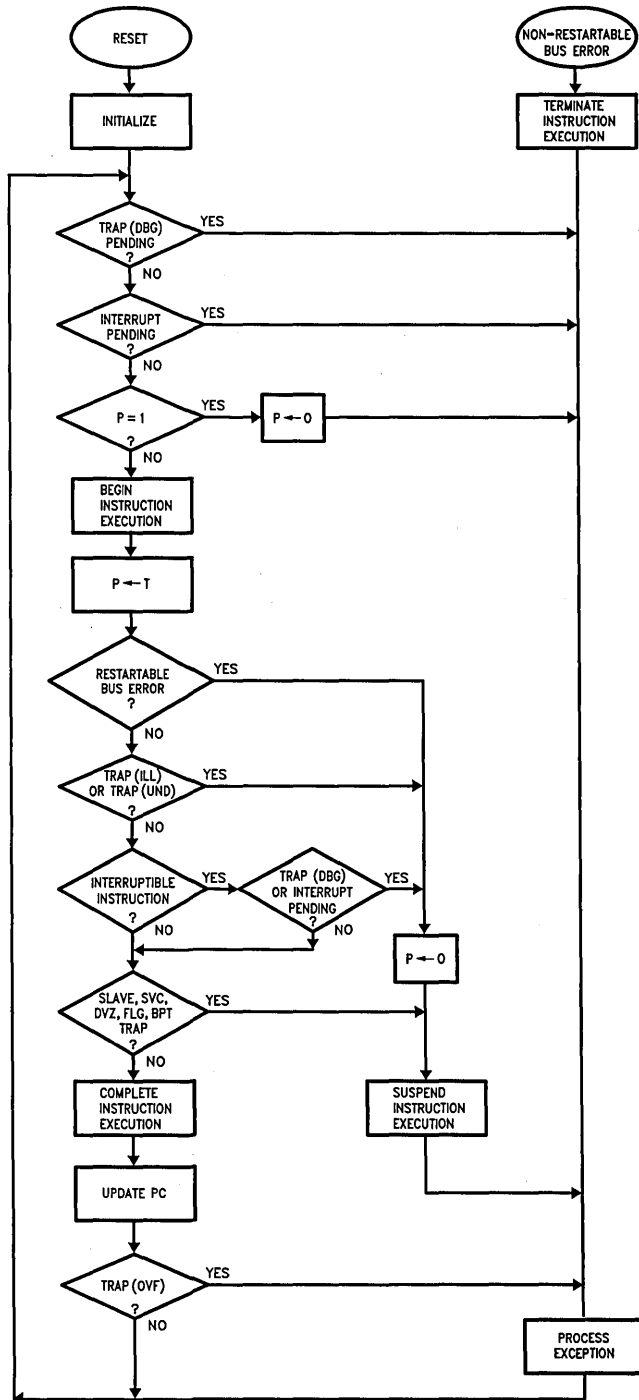 RESET
NON-RESTARTABLE
BUS ERROR
INITIALIZE
TERMINATE
INSTRUCTION
EXECUTION
TRAP (DBG)
PENDING
?
YES
NO
INTERRUPT
PENDING
?
YES
NO
P = 1
?
YES
NO
P ← 0
BEGIN
INSTRUCTION
EXECUTION
P ← T
RESTARTABLE
BUS ERROR
?
YES
NO
TRAP (ILL)
OR TRAP (UND)
?
YES
NO
INTERRUPTIBLE
INSTRUCTION
?
YES
NO
TRAP (DBG)
OR INTERRUPT
PENDING
?
YES
NO
P ← 0
SLAVE, SVC,
DVZ, FLG, BPT
TRAP
?
YES
NO
COMPLETE
INSTRUCTION
EXECUTION
SUSPEND
INSTRUCTION
EXECUTION
UPDATE PC
TRAP (OVF)
?
YES
NO
PROCESS
EXCEPTION